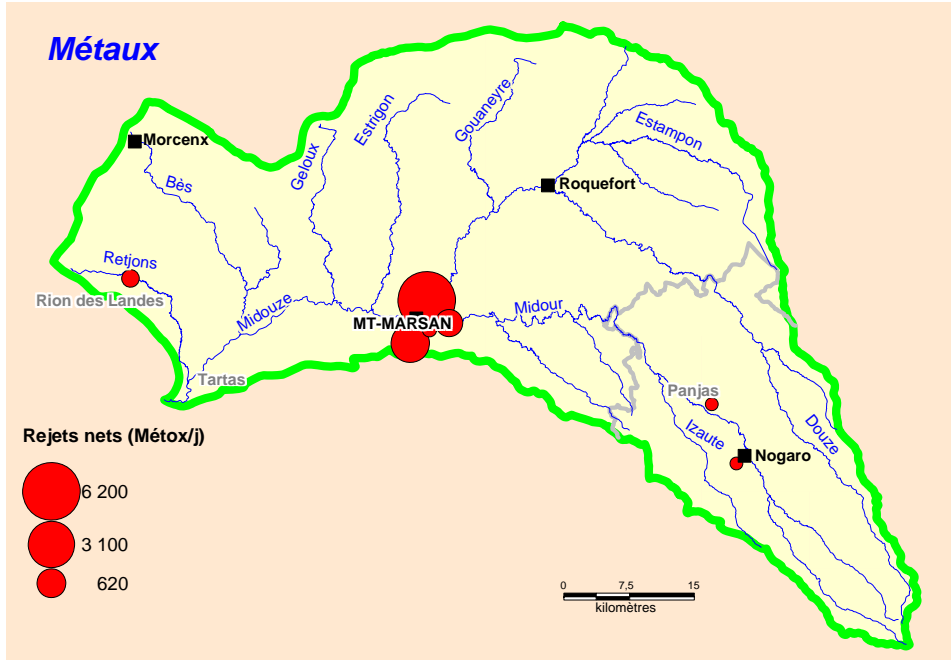 Métaux
Morcenx
Bès
Geloux
Estrigon
Gouaneyre
Estampon
Roquefort
Retjons
Rion des Landes
Midouze
MT-MARSAN
Midour
Tartas
Panjas
Izaute
Douze
Nogaro
Rejets nets (Métox/j)
6 200
3 100
620
0 7,5 15
kilomètres